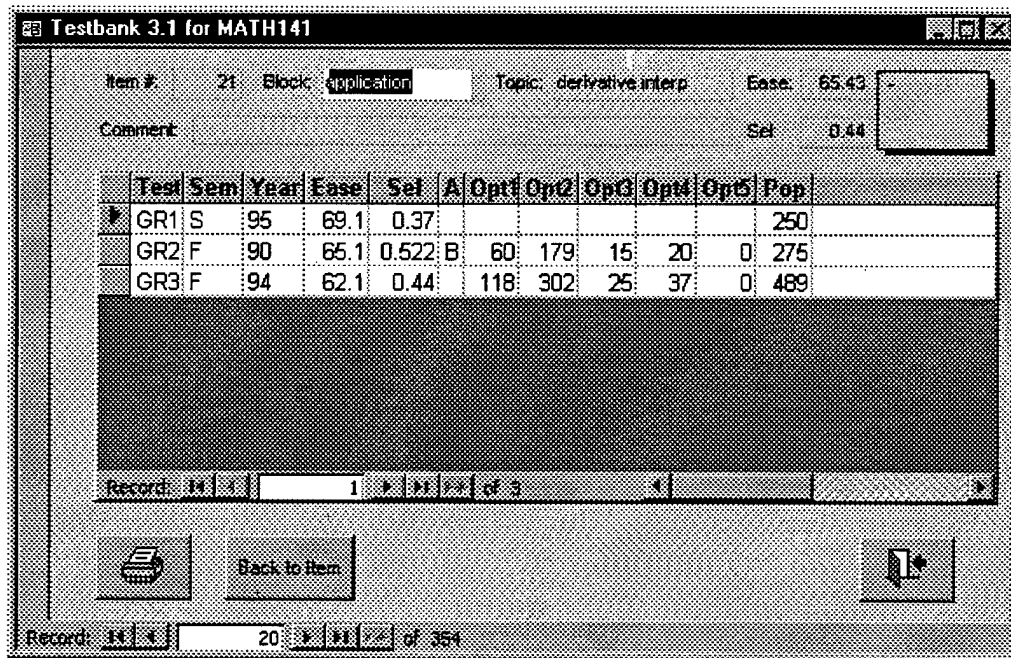 Testbank 3.1 for MATH141
Item #: 21 Block: application Topic: derivative interp Ease: 65.43 -
Comment: Sel: 0.44
Test Sem Year Ease Sel A Opt1 Opt2 Opt3 Opt4 Opt5 Pop
GR1 S 95 69.1 0.37 250
GR2 F 90 65.1 0.522 B 60 179 15 20 0 275
GR3 F 94 62.1 0.44 118 302 25 37 0 489
Record: 1 of 3
Back to Item
Record: 20 of 354